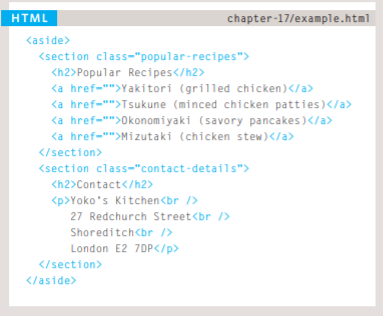 HTML
chapter-17/example.html
<aside>
<section class="popular-recipes">
<h2>Popular Recipes</h2>
<a href="">Yakitori (grilled chicken)</a>
<a href="">Tsukune (minced chicken patties)</a>
<a href="">Okonomiyaki (savory pancakes)</a>
<a href="">Mizutaki (chicken stew)</a>
</section>
<section class="contact-details">
<h2>Contact</h2>
<p>Yoko's Kitchen<br />
27 Redchurch Street<br />
Shoreditch<br />
London E2 7DP</p>
</section>
</aside>